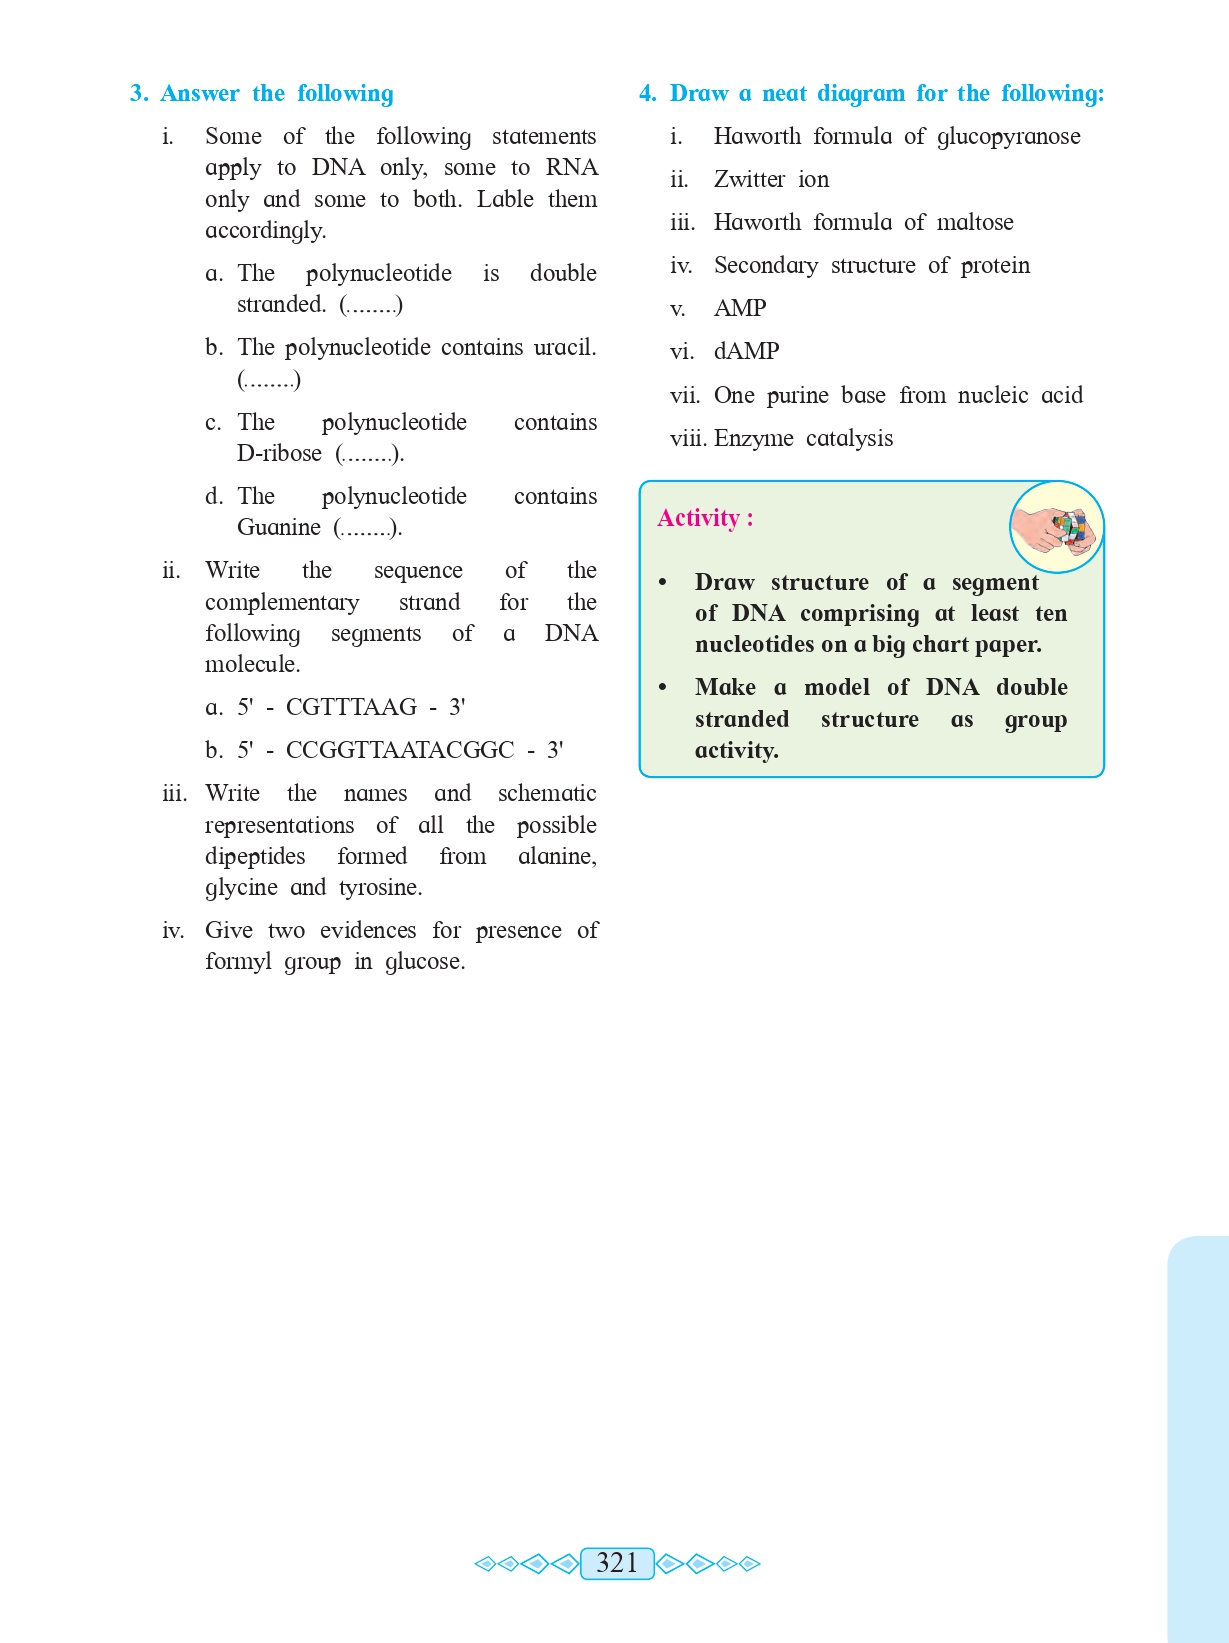 3. Answer the following
i. Some of the following statements
apply to DNA only, some to RNA
only and some to both. Lable them
accordingly.
a. The polynucleotide is double
stranded. (........)
b. The polynucleotide contains uracil.
(........)
c. The polynucleotide contains
D-ribose (........).
d. The polynucleotide contains
Guanine (........).
ii. Write the sequence of the
complementary strand for the
following segments of a DNA
molecule.
a. 5' - CGTTTAAG - 3'
b. 5' - CCGGTTAATACGGC - 3'
iii. Write the names and schematic
representations of all the possible
dipeptides formed from alanine,
glycine and tyrosine.
iv. Give two evidences for presence of
formyl group in glucose.
4. Draw a neat diagram for the following:
i. Haworth formula of glucopyranose
ii. Zwitter ion
iii. Haworth formula of maltose
iv. Secondary structure of protein
v. AMP
vi. dAMP
vii. One purine base from nucleic acid
viii. Enzyme catalysis
Activity :
• Draw structure of a segment
of DNA comprising at least ten
nucleotides on a big chart paper.
• Make a model of DNA double
stranded structure as group
activity.
321